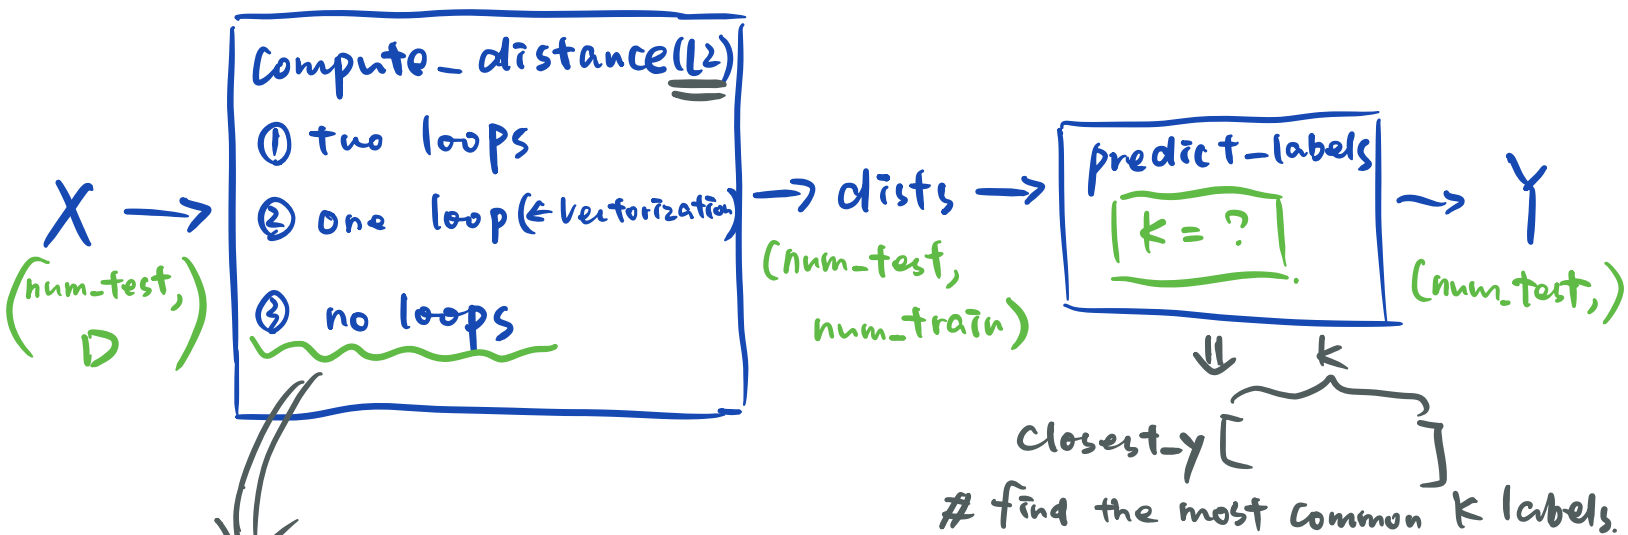 compute_distance(L2)
① two loops
② one loop(←Vectorization)
③ no loops
X
(num_test,
D)
dists
(num_test,
num_train)
predict_labels
K = ?
Y
(num_test,)
k
closest_y[ ]
# find the most common K labels.